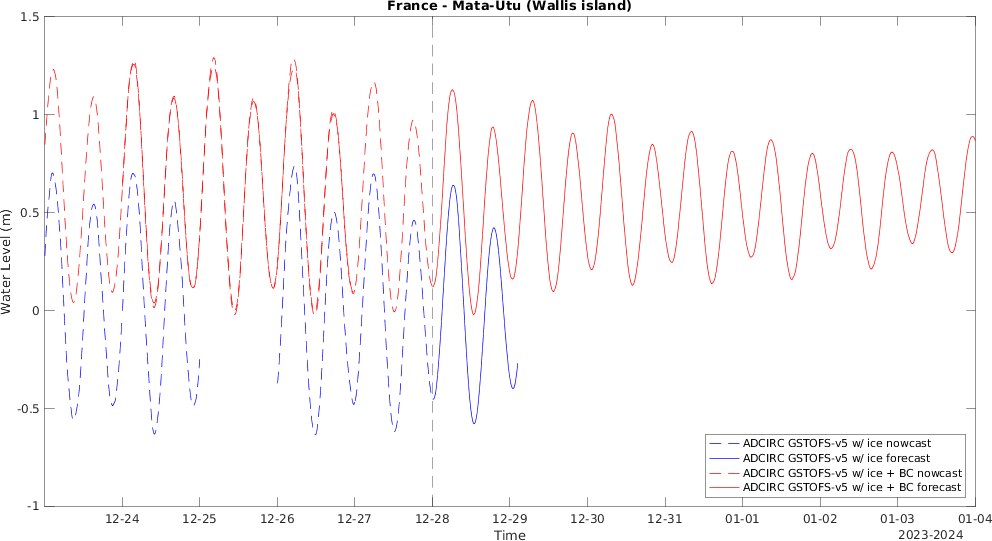 France - Mata-Utu (Wallis island)
1.5
1
0.5
0
-0.5
-1
Water Level (m)
12-24 12-25 12-26 12-27 12-28 12-29 12-30 12-31 01-01 01-02 01-03 01-04
Time
2023-2024
ADCIRC GSTOFS-v5 w/ ice nowcast
ADCIRC GSTOFS-v5 w/ ice forecast
ADCIRC GSTOFS-v5 w/ ice + BC nowcast
ADCIRC GSTOFS-v5 w/ ice + BC forecast